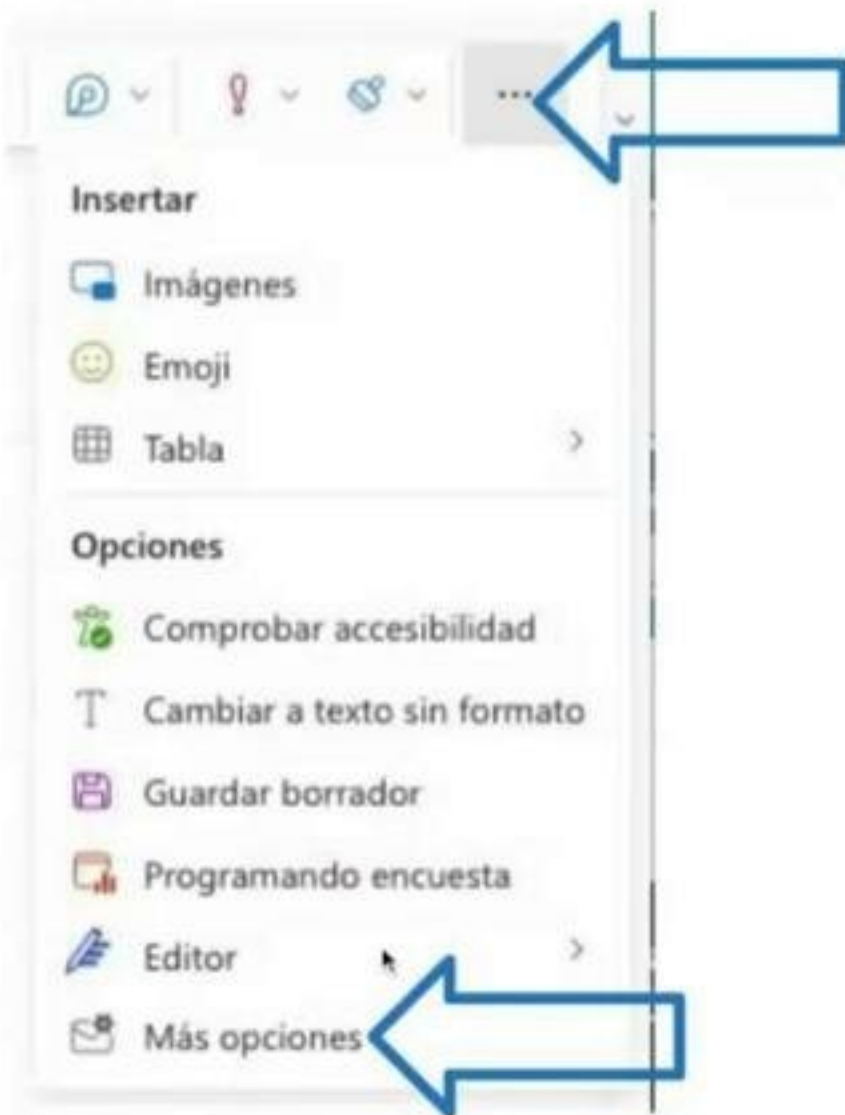 Insertar
Imágenes
Emoji
Tabla
Opciones
Comprobar accesibilidad
Cambiar a texto sin formato
Guardar borrador
Programando encuesta
Editor
Más opciones